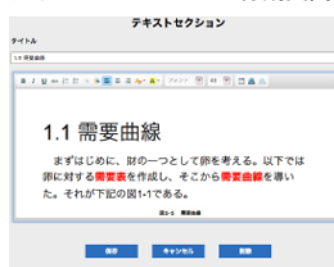 テキストセクション
タイトル
1.1 需要曲線
フォント
1.1 需要曲線
まずはじめに、財の一つとして卵を考える。以下では
卵に対する需要表を作成し、そこから需要曲線を導い
た。それが下記の図1-1である。
図1-1 需要曲線
保存 キャンセル 削除